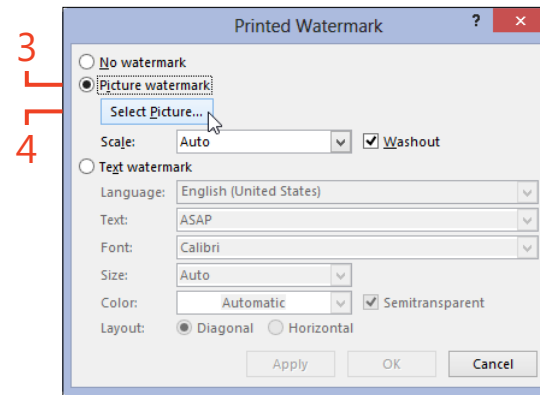 Printed Watermark ? ×
3
No watermark
Picture watermark
Select Picture...
4
Scale: Auto Washout
Text watermark
Language: English (United States)
Text: ASAP
Font: Calibri
Size: Auto
Color: Automatic Semitransparent
Layout: Diagonal Horizontal
Apply OK Cancel